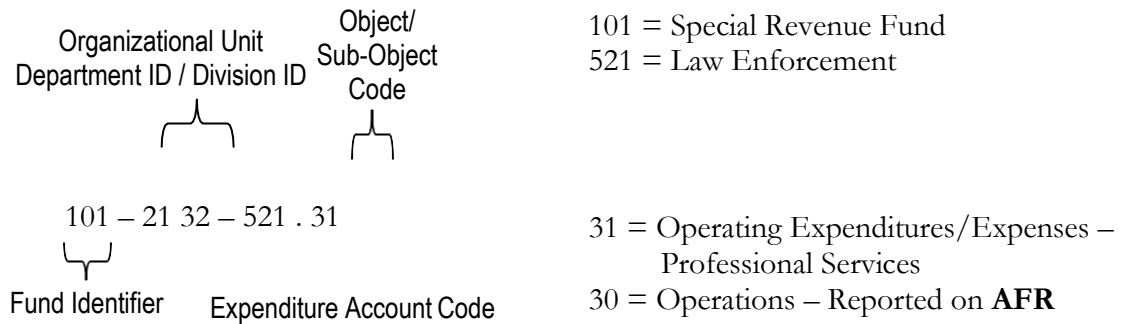 Organizational Unit
Department ID / Division ID
Object/
Sub-Object
Code
101 = Special Revenue Fund
521 = Law Enforcement
101 – 21 32 – 521 . 31
Fund Identifier
Expenditure Account Code
31 = Operating Expenditures/Expenses –
Professional Services
30 = Operations – Reported on AFR